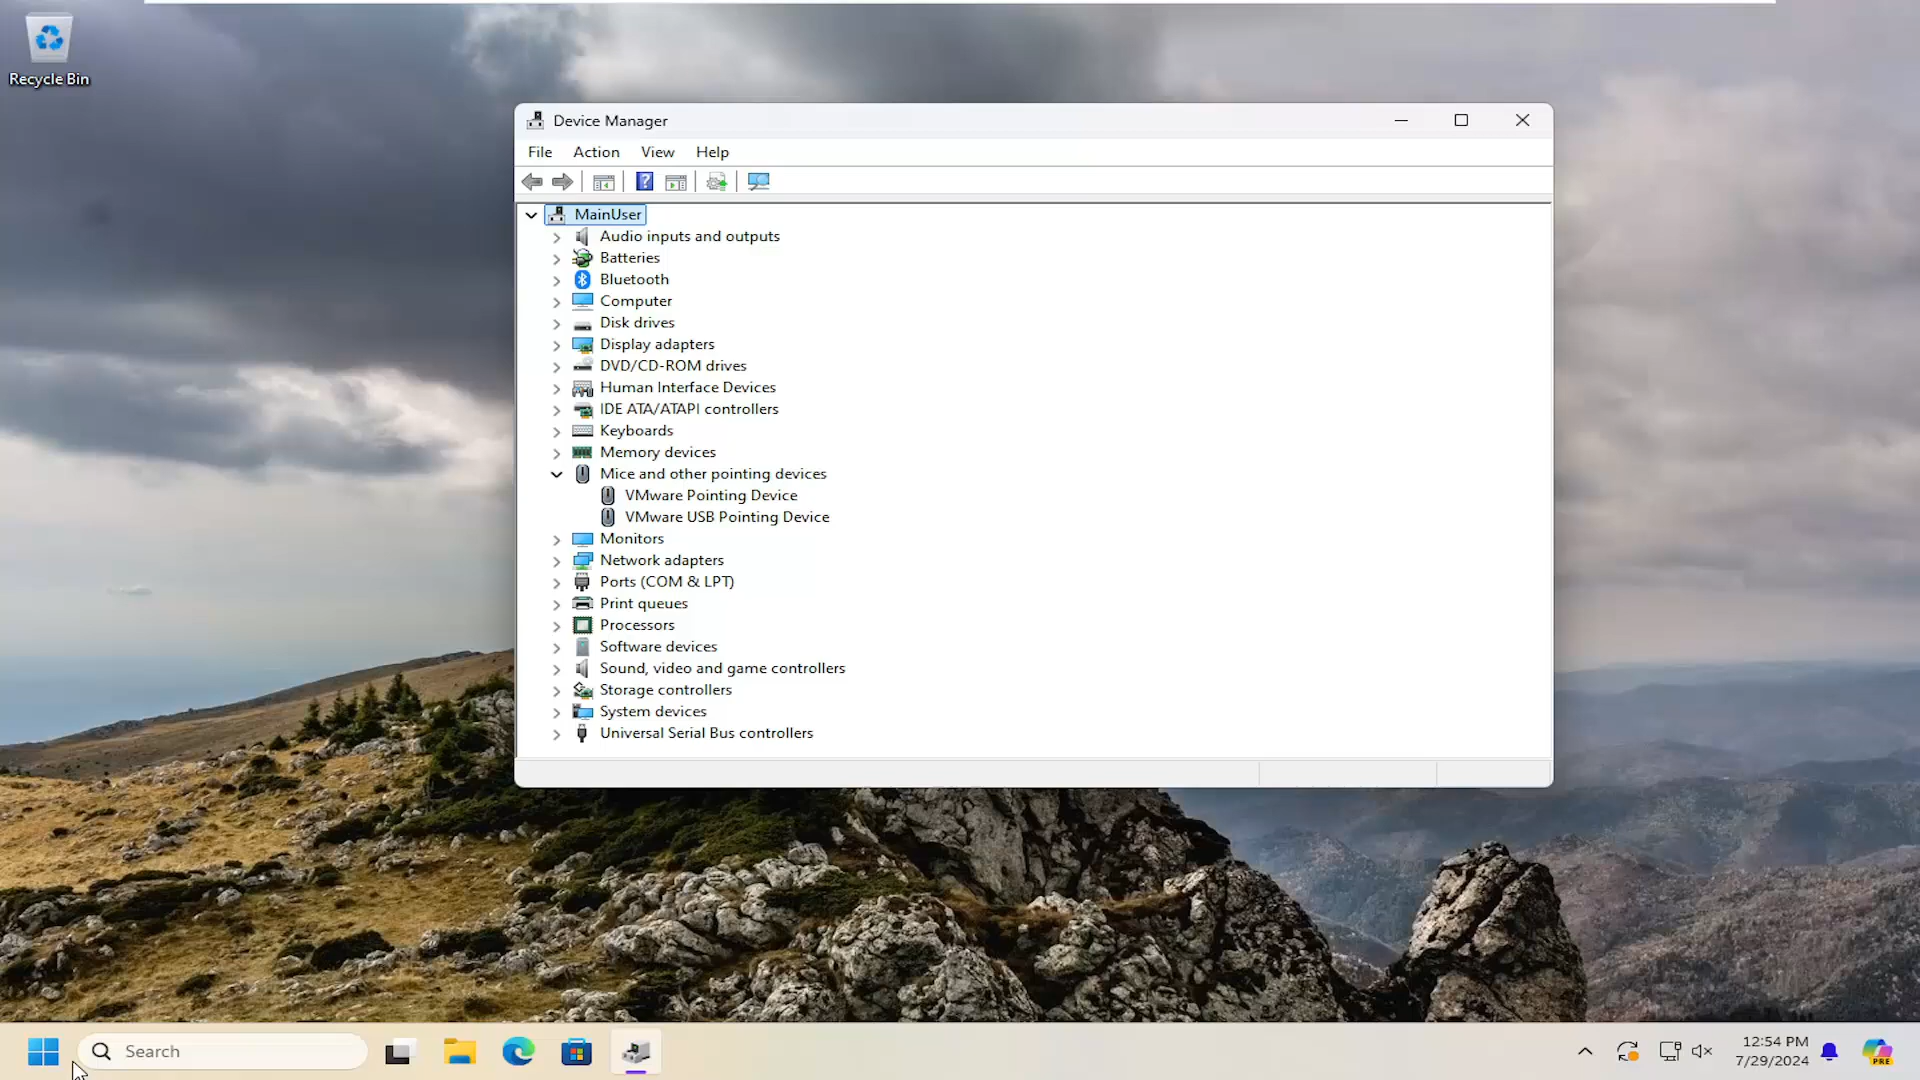 Recycle Bin
Device Manager
File Action View Help
MainUser
Audio inputs and outputs
Batteries
Bluetooth
Computer
Disk drives
Display adapters
DVD/CD-ROM drives
Human Interface Devices
IDE ATA/ATAPI controllers
Keyboards
Memory devices
Mice and other pointing devices
VMware Pointing Device
VMware USB Pointing Device
Monitors
Network adapters
Ports (COM & LPT)
Print queues
Processors
Software devices
Sound, video and game controllers
Storage controllers
System devices
Universal Serial Bus controllers
Search
12:54 PM
7/29/2024
PRE